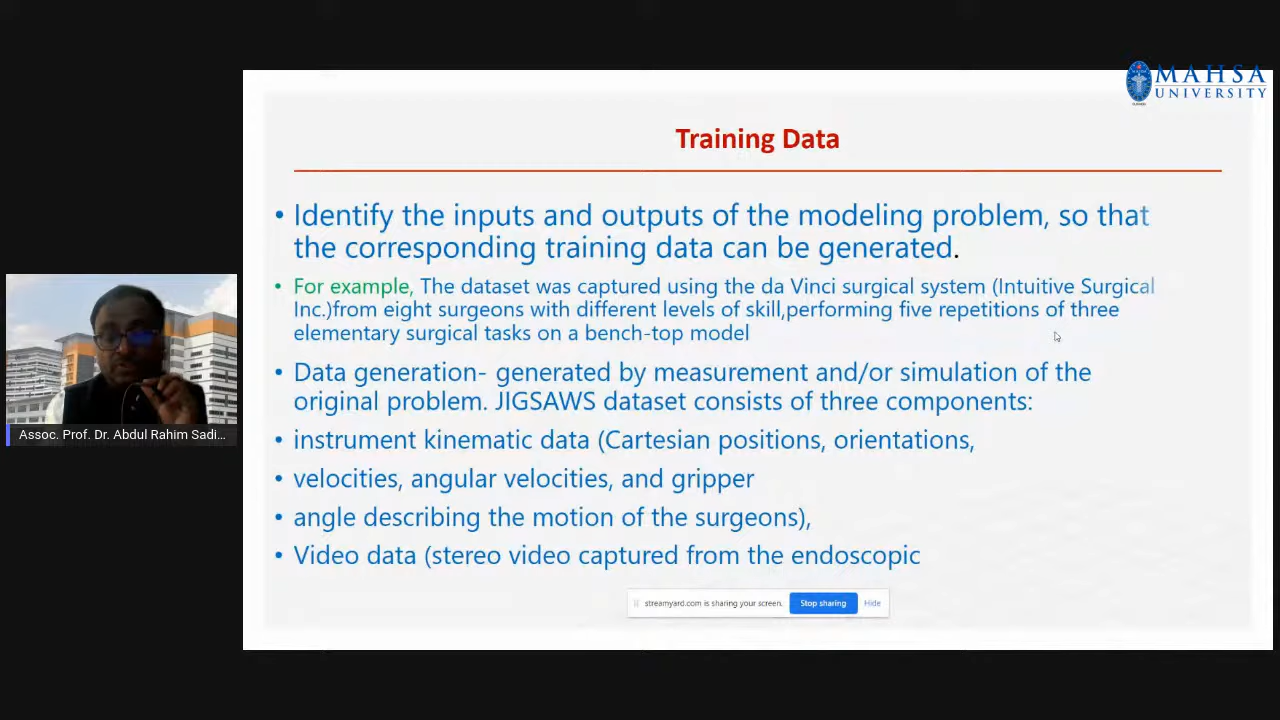 MAHSA
UNIVERSITY
Training Data
• Identify the inputs and outputs of the modeling problem, so that
the corresponding training data can be generated.
• For example, The dataset was captured using the da Vinci surgical system (Intuitive Surgical
Inc.)from eight surgeons with different levels of skill,performing five repetitions of three
elementary surgical tasks on a bench-top model
• Data generation- generated by measurement and/or simulation of the
original problem. JIGSAWS dataset consists of three components:
• instrument kinematic data (Cartesian positions, orientations,
• velocities, angular velocities, and gripper
• angle describing the motion of the surgeons),
• Video data (stereo video captured from the endoscopic
streamyard.com is sharing your screen. Stop sharing Hide
Assoc. Prof. Dr. Abdul Rahim Sadi...